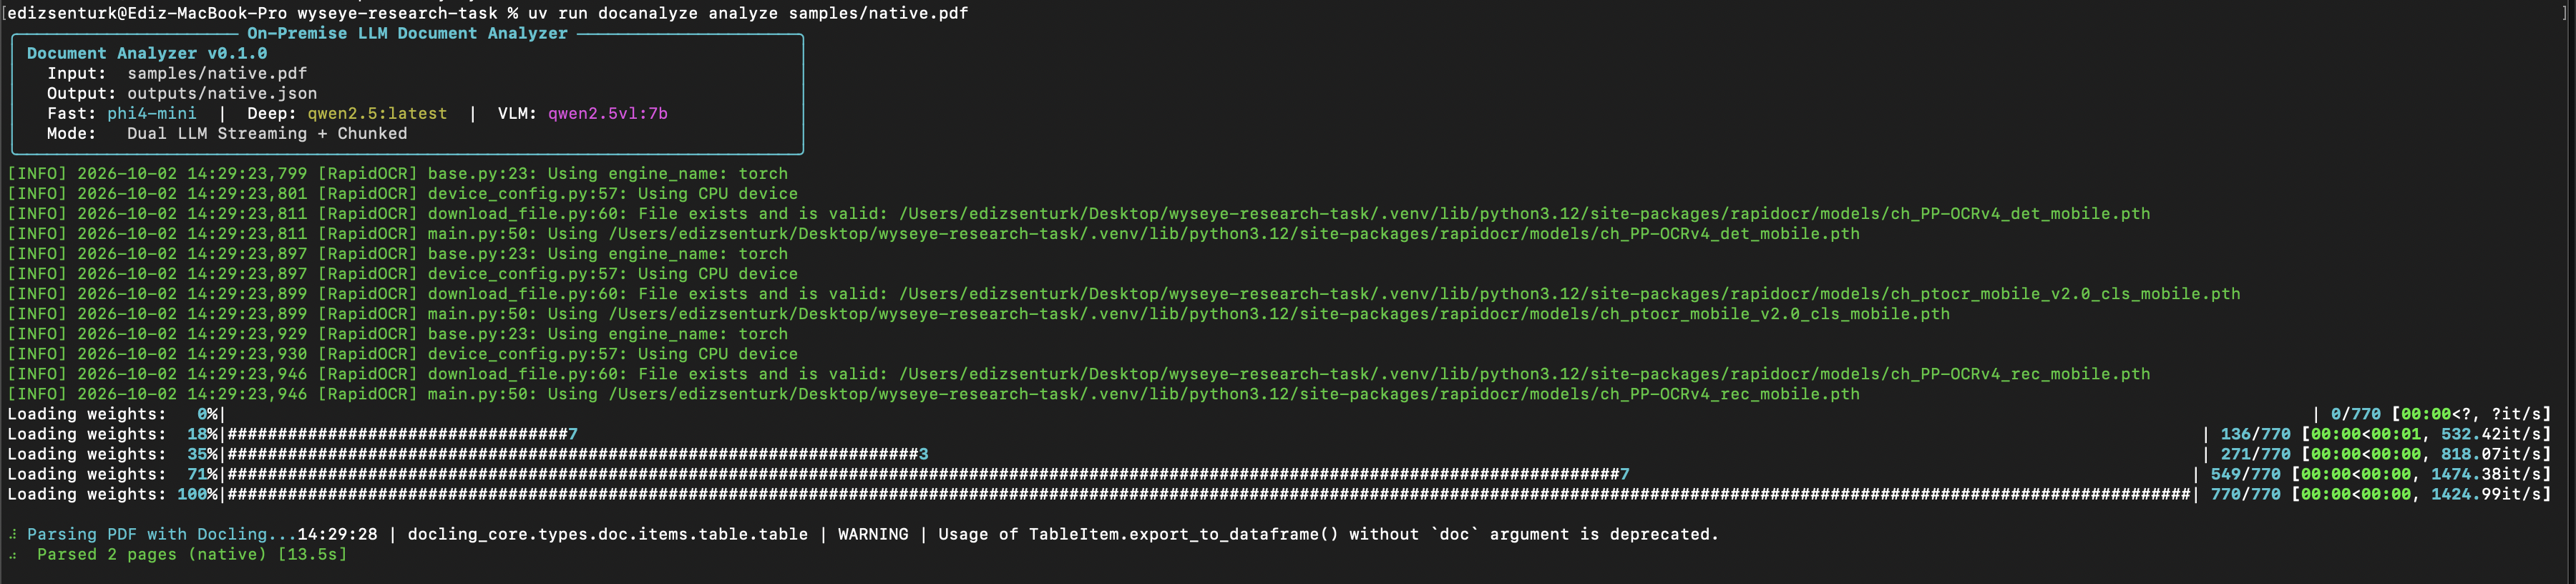 [edizsenturk@Ediz-MacBook-Pro wyseye-research-task % uv run docanalyze analyze samples/native.pdf ]
On-Premise LLM Document Analyzer
Document Analyzer v0.1.0
Input: samples/native.pdf
Output: outputs/native.json
Fast: phi4-mini | Deep: qwen2.5:latest | VLM: qwen2.5vl:7b
Mode: Dual LLM Streaming + Chunked
[INFO] 2026-10-02 14:29:23,799 [RapidOCR] base.py:23: Using engine_name: torch
[INFO] 2026-10-02 14:29:23,801 [RapidOCR] device_config.py:57: Using CPU device
[INFO] 2026-10-02 14:29:23,811 [RapidOCR] download_file.py:60: File exists and is valid: /Users/edizsenturk/Desktop/wyseye-research-task/.venv/lib/python3.12/site-packages/rapidocr/models/ch_PP-OCRv4_det_mobile.pth
[INFO] 2026-10-02 14:29:23,811 [RapidOCR] main.py:50: Using /Users/edizsenturk/Desktop/wyseye-research-task/.venv/lib/python3.12/site-packages/rapidocr/models/ch_PP-OCRv4_det_mobile.pth
[INFO] 2026-10-02 14:29:23,897 [RapidOCR] base.py:23: Using engine_name: torch
[INFO] 2026-10-02 14:29:23,897 [RapidOCR] device_config.py:57: Using CPU device
[INFO] 2026-10-02 14:29:23,899 [RapidOCR] download_file.py:60: File exists and is valid: /Users/edizsenturk/Desktop/wyseye-research-task/.venv/lib/python3.12/site-packages/rapidocr/models/ch_ptocr_mobile_v2.0_cls_mobile.pth
[INFO] 2026-10-02 14:29:23,899 [RapidOCR] main.py:50: Using /Users/edizsenturk/Desktop/wyseye-research-task/.venv/lib/python3.12/site-packages/rapidocr/models/ch_ptocr_mobile_v2.0_cls_mobile.pth
[INFO] 2026-10-02 14:29:23,929 [RapidOCR] base.py:23: Using engine_name: torch
[INFO] 2026-10-02 14:29:23,930 [RapidOCR] device_config.py:57: Using CPU device
[INFO] 2026-10-02 14:29:23,946 [RapidOCR] download_file.py:60: File exists and is valid: /Users/edizsenturk/Desktop/wyseye-research-task/.venv/lib/python3.12/site-packages/rapidocr/models/ch_PP-OCRv4_rec_mobile.pth
[INFO] 2026-10-02 14:29:23,946 [RapidOCR] main.py:50: Using /Users/edizsenturk/Desktop/wyseye-research-task/.venv/lib/python3.12/site-packages/rapidocr/models/ch_PP-OCRv4_rec_mobile.pth
Loading weights: 0%| | 0/770 [00:00<?, ?it/s]
Loading weights: 18%|##################################7 | 136/770 [00:00<00:01, 532.42it/s]
Loading weights: 35%|#####################################################################3 | 271/770 [00:00<00:00, 818.07it/s]
Loading weights: 71%|###########################################################################################################################################7 | 549/770 [00:00<00:00, 1474.38it/s]
Loading weights: 100%|####################################################################################################################################################################################################| 770/770 [00:00<00:00, 1424.99it/s]
Parsing PDF with Docling...14:29:28 | docling_core.types.doc.items.table.table | WARNING | Usage of TableItem.export_to_dataframe() without `doc` argument is deprecated.
Parsed 2 pages (native) [13.5s]